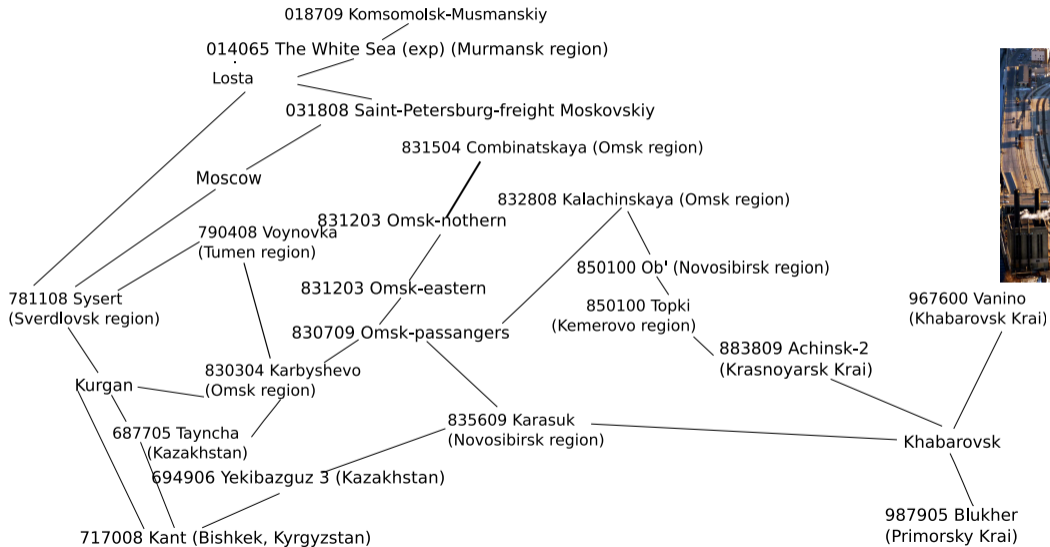 018709 Komsomolsk-Musmanskiy
014065 The White Sea (exp) (Murmansk region)
Losta
031808 Saint-Petersburg-freight Moskovskiy
831504 Combinatskaya (Omsk region)
Moscow
832808 Kalachinskaya (Omsk region)
831203 Omsk-nothern
790408 Voynovka
(Tumen region)
850100 Ob' (Novosibirsk region)
831203 Omsk-eastern
781108 Sysert
(Sverdlovsk region)
850100 Topki
(Kemerovo region)
967600 Vanino
(Khabarovsk Krai)
830709 Omsk-passangers
883809 Achinsk-2
(Krasnoyarsk Krai)
830304 Karbyshevo
(Omsk region)
Kurgan
835609 Karasuk
(Novosibirsk region)
687705 Tayncha
(Kazakhstan)
Khabarovsk
694906 Yekibazguz 3 (Kazakhstan)
987905 Blukher
(Primorsky Krai)
717008 Kant (Bishkek, Kyrgyzstan)